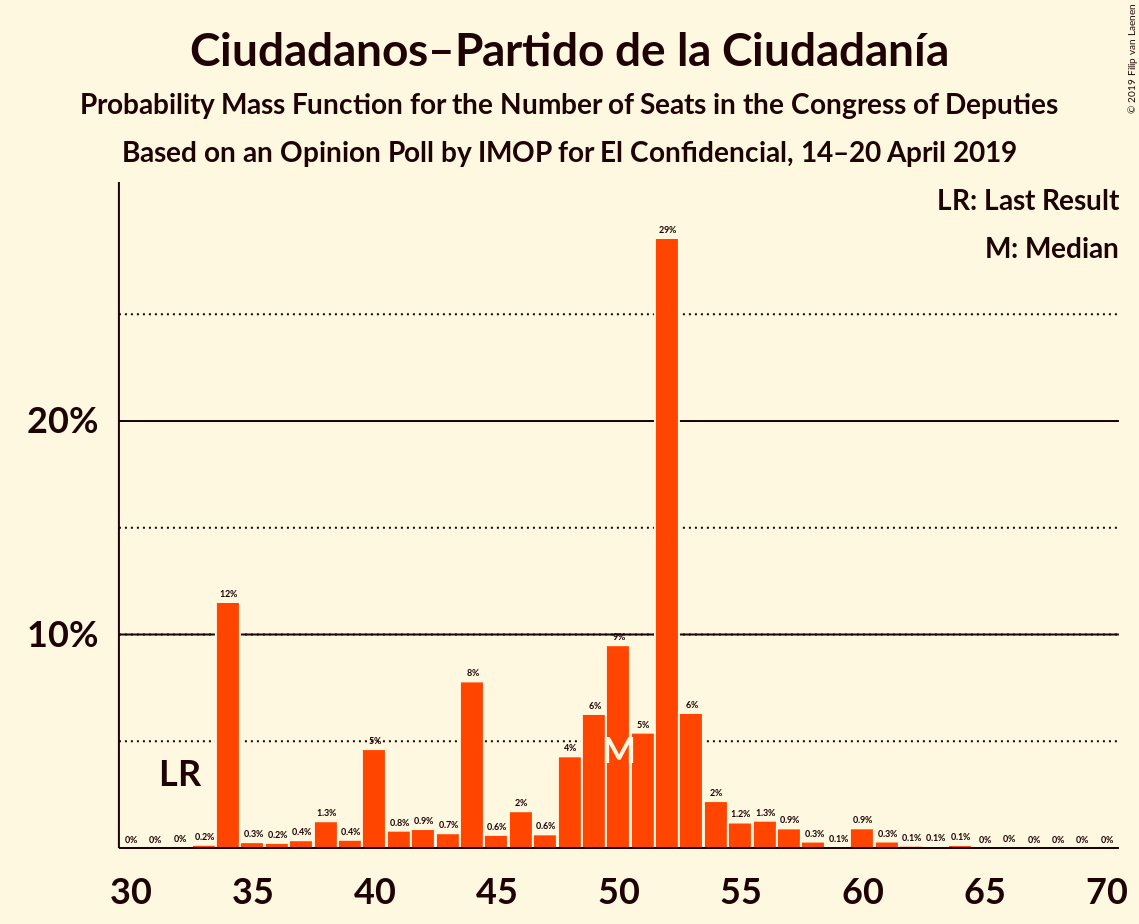 Ciudadanos–Partido de la Ciudadanía
Probability Mass Function for the Number of Seats in the Congress of Deputies
Based on an Opinion Poll by IMOP for El Confidencial, 14–20 April 2019
© 2019 Filip van Laenen
LR: Last Result
M: Median
20%
10%
LR
M
0% 0% 0% 0.2% 12% 0.3% 0.2% 0.4% 1.3% 0.4% 5% 0.8% 0.9% 0.7% 8% 0.6% 2% 0.6% 4% 6% 9% 5% 29% 6% 2% 1.2% 1.3% 0.9% 0.3% 0.1% 0.9% 0.3% 0.1% 0.1% 0.1% 0% 0% 0% 0% 0% 0%
30 35 40 45 50 55 60 65 70